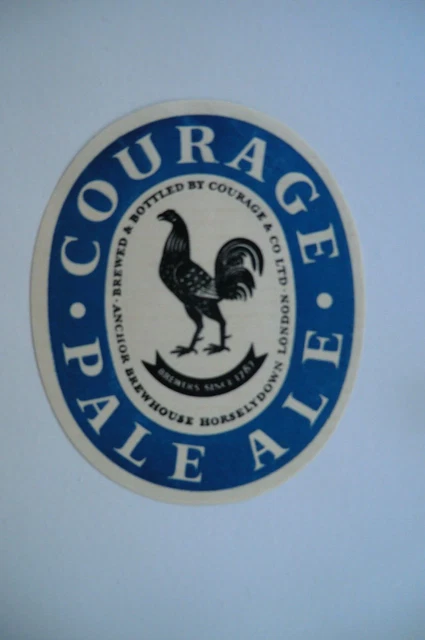 COURAGE
PALE ALE
BREWED & BOTTLED BY COURAGE & CO LTD
ANCHOR BREWHOUSE HORSELYDOWN LONDON
BREWERS SINCE 1787